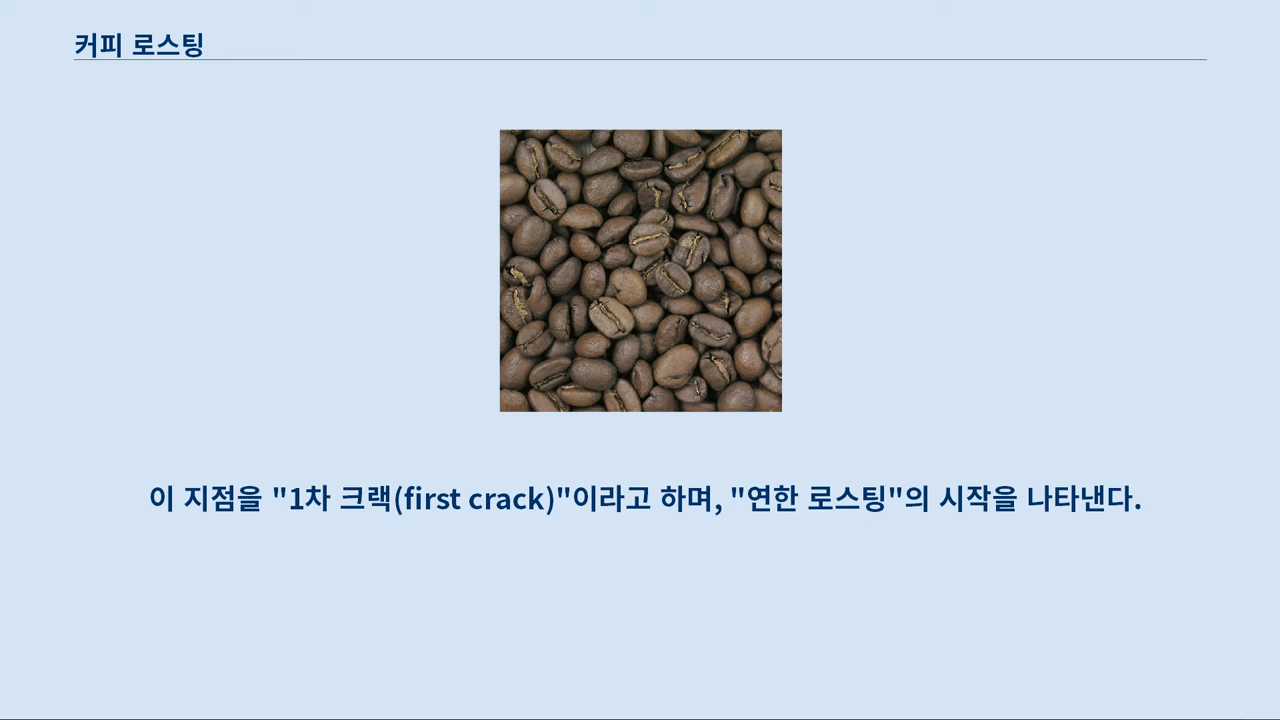 커피 로스팅
이 지점을 "1차 크랙(first crack)"이라고 하며, "연한 로스팅"의 시작을 나타낸다.